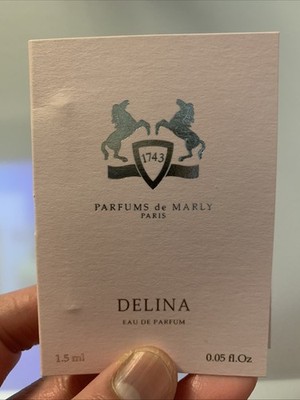 1743
PARFUMS de MARLY
PARIS
DELINA
EAU DE PARFUM
1.5 ml 0.05 fl.Oz